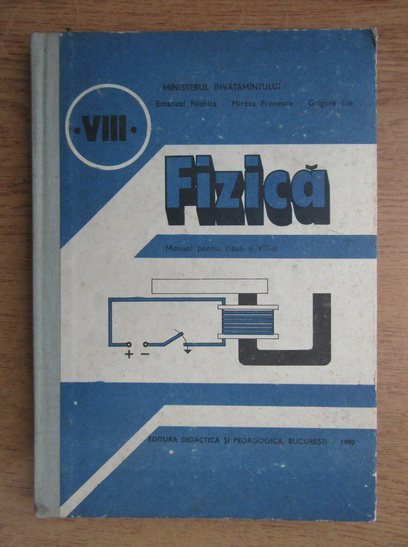 MINISTERUL ÎNVĂȚĂMÎNTULUI
Emanuel Nichita Mircea Fronescu Grigore Ilie
·VIII·
Fizică
Manual pentru clasa a VIII-a
+ −
EDITURA DIDACTICĂ ȘI PEDAGOGICĂ, BUCUREȘTI 1990